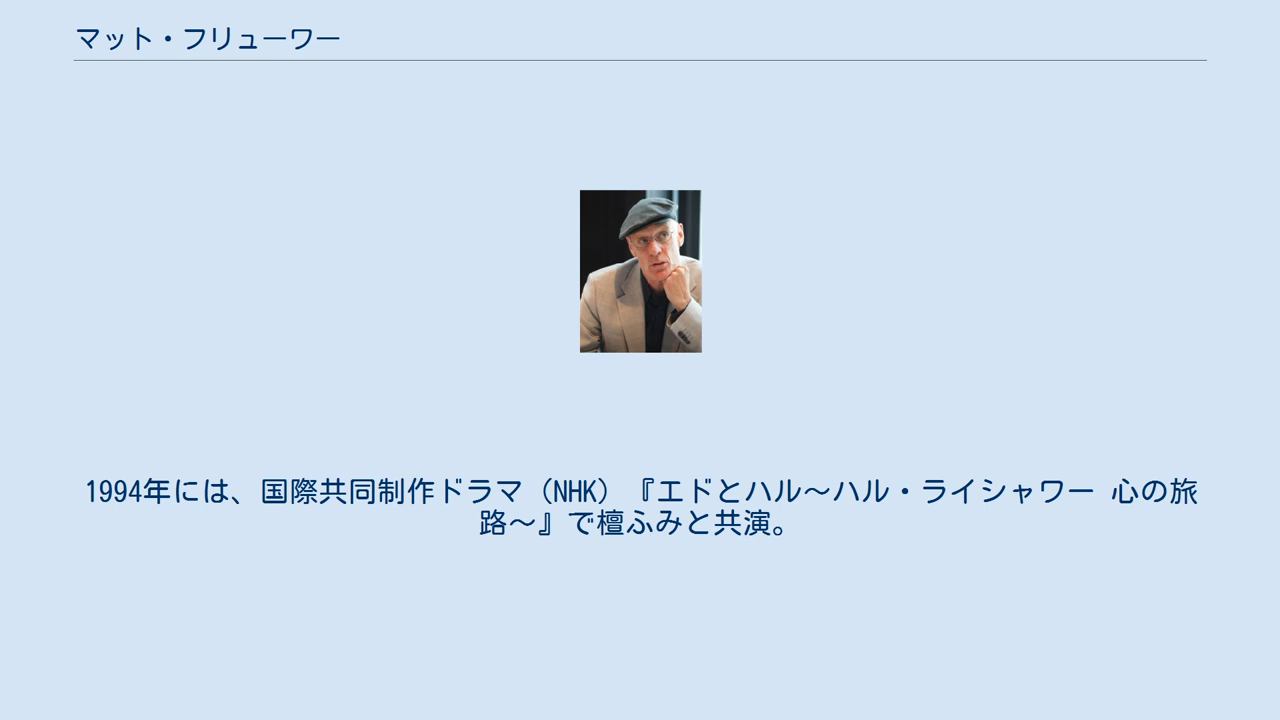 マット・フリューワー
1994年には、国際共同制作ドラマ（NHK）『エドとハル〜ハル・ライシャワー 心の旅
路〜』で檀ふみと共演。